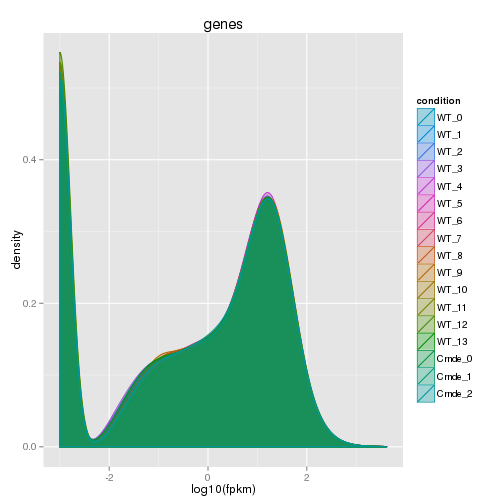 genes
condition
WT_0
WT_1
WT_2
WT_3
WT_4
WT_5
WT_6
WT_7
WT_8
WT_9
WT_10
WT_11
WT_12
WT_13
Cmde_0
Cmde_1
Cmde_2
density
0.4
0.2
0.0
-2
0
2
log10(fpkm)